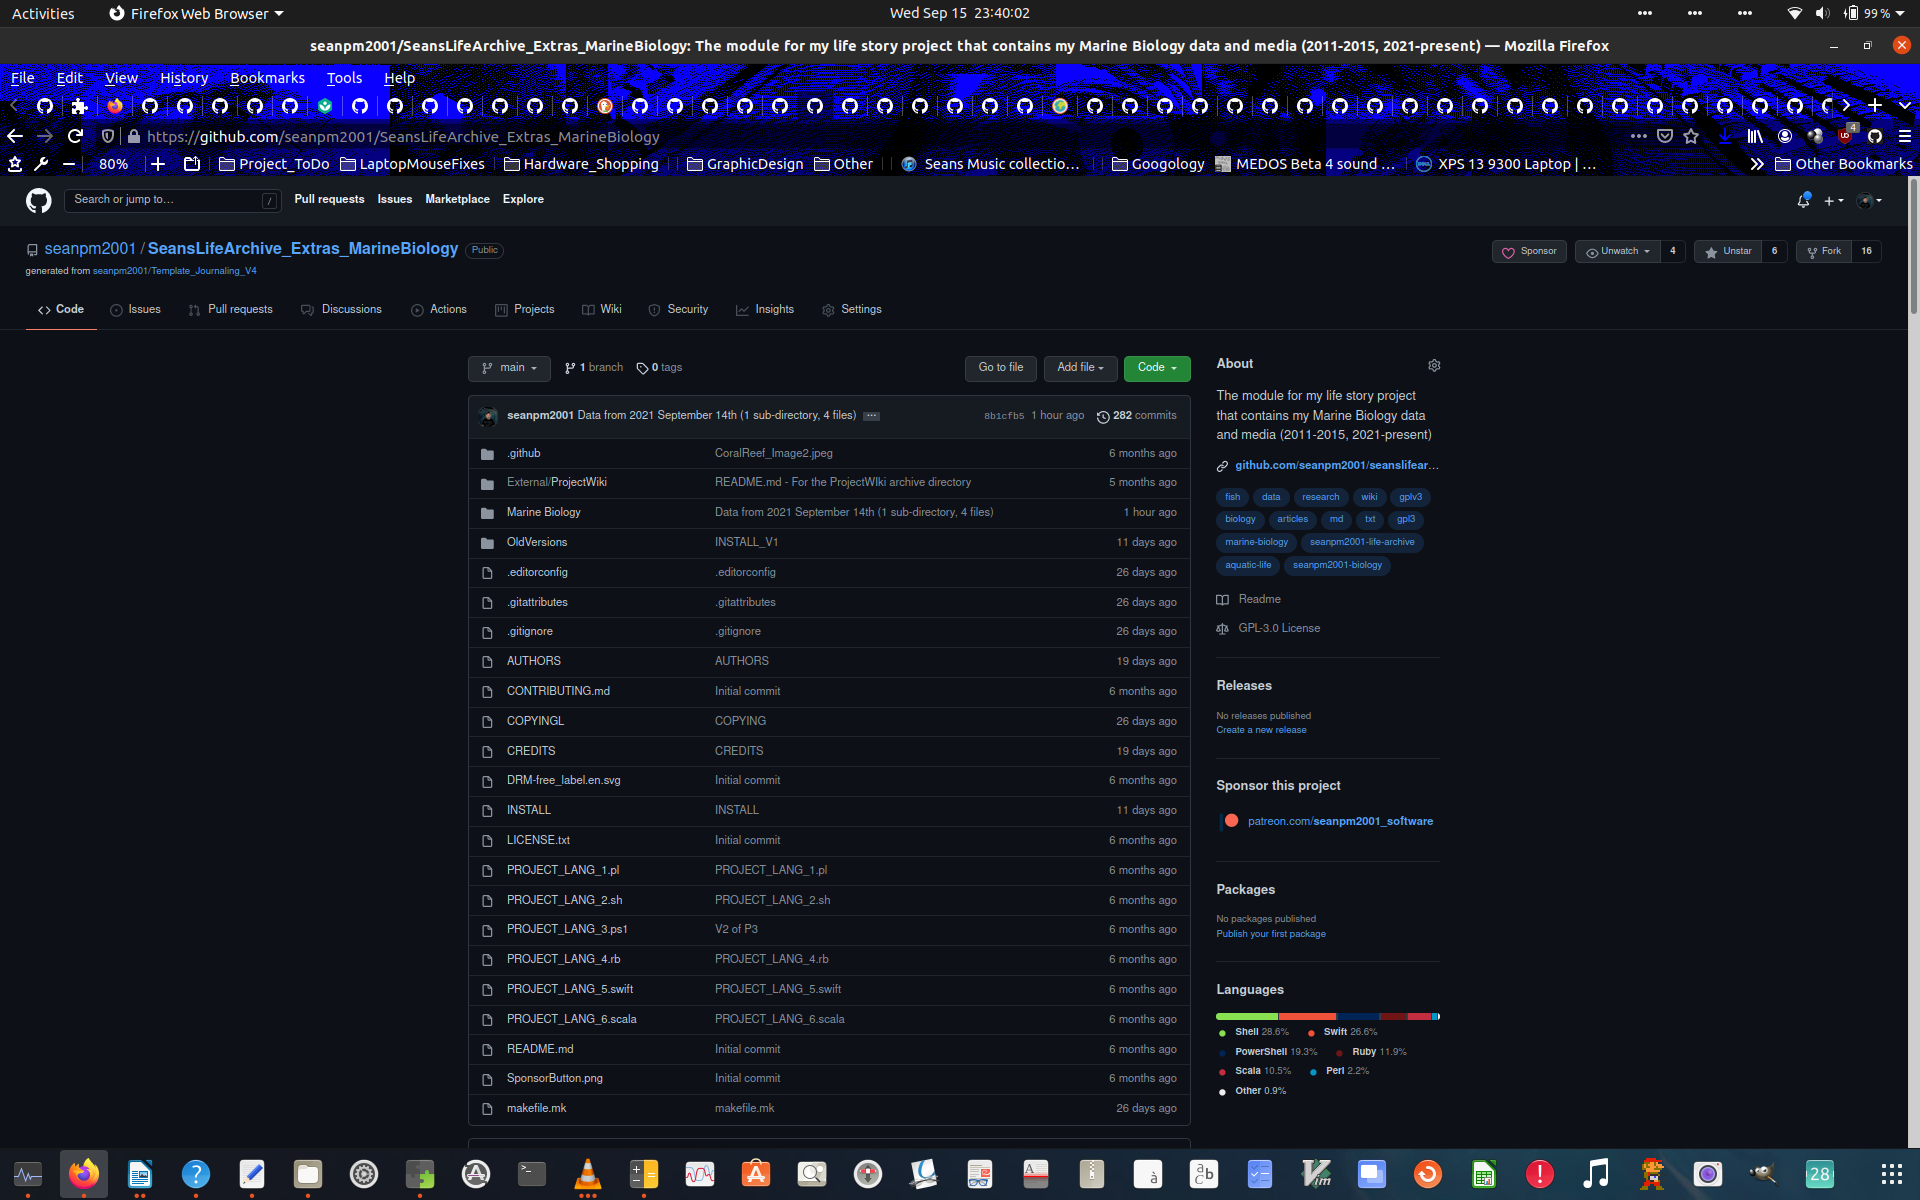 Activities Firefox Web Browser Wed Sep 15 23:40:02 99 %
seanpm2001/SeansLifeArchive_Extras_MarineBiology: The module for my life story project that contains my Marine Biology data and media (2011-2015, 2021-present) — Mozilla Firefox
File Edit View History Bookmarks Tools Help
https://github.com/seanpm2001/SeansLifeArchive_Extras_MarineBiology 4
80% Project_ToDo LaptopMouseFixes Hardware_Shopping GraphicDesign Other Seans Music collectio… Googology MEDOS Beta 4 sound … XPS 13 9300 Laptop | … Other Bookmarks
Search or jump to… / Pull requests Issues Marketplace Explore
seanpm2001 / SeansLifeArchive_Extras_MarineBiology Public Sponsor Unwatch 4 Unstar 6 Fork 16
generated from seanpm2001/Template_Journaling_V4
Code Issues Pull requests Discussions Actions Projects Wiki Security Insights Settings
main 1 branch 0 tags Go to file Add file Code
seanpm2001 Data from 2021 September 14th (1 sub-directory, 4 files) 8b1cfb5 1 hour ago 282 commits
.github CoralReef_Image2.jpeg 6 months ago
External/ProjectWiki README.md - For the ProjectWIki archive directory 5 months ago
Marine Biology Data from 2021 September 14th (1 sub-directory, 4 files) 1 hour ago
OldVersions INSTALL_V1 11 days ago
.editorconfig .editorconfig 26 days ago
.gitattributes .gitattributes 26 days ago
.gitignore .gitignore 26 days ago
AUTHORS AUTHORS 19 days ago
CONTRIBUTING.md Initial commit 6 months ago
COPYINGL COPYING 26 days ago
CREDITS CREDITS 19 days ago
DRM-free_label.en.svg Initial commit 6 months ago
INSTALL INSTALL 11 days ago
LICENSE.txt Initial commit 6 months ago
PROJECT_LANG_1.pl PROJECT_LANG_1.pl 6 months ago
PROJECT_LANG_2.sh PROJECT_LANG_2.sh 6 months ago
PROJECT_LANG_3.ps1 V2 of P3 6 months ago
PROJECT_LANG_4.rb PROJECT_LANG_4.rb 6 months ago
PROJECT_LANG_5.swift PROJECT_LANG_5.swift 6 months ago
PROJECT_LANG_6.scala PROJECT_LANG_6.scala 6 months ago
README.md Initial commit 6 months ago
SponsorButton.png Initial commit 6 months ago
makefile.mk makefile.mk 26 days ago
About
The module for my life story project
that contains my Marine Biology data
and media (2011-2015, 2021-present)
github.com/seanpm2001/seanslifear…
fish data research wiki gplv3
biology articles md txt gpl3
marine-biology seanpm2001-life-archive
aquatic-life seanpm2001-biology
Readme
GPL-3.0 License
Releases
No releases published
Create a new release
Sponsor this project
patreon.com/seanpm2001_software
Packages
No packages published
Publish your first package
Languages
Shell 28.6% Swift 26.6%
PowerShell 19.3% Ruby 11.9%
Scala 10.5% Perl 2.2%
Other 0.9%
28